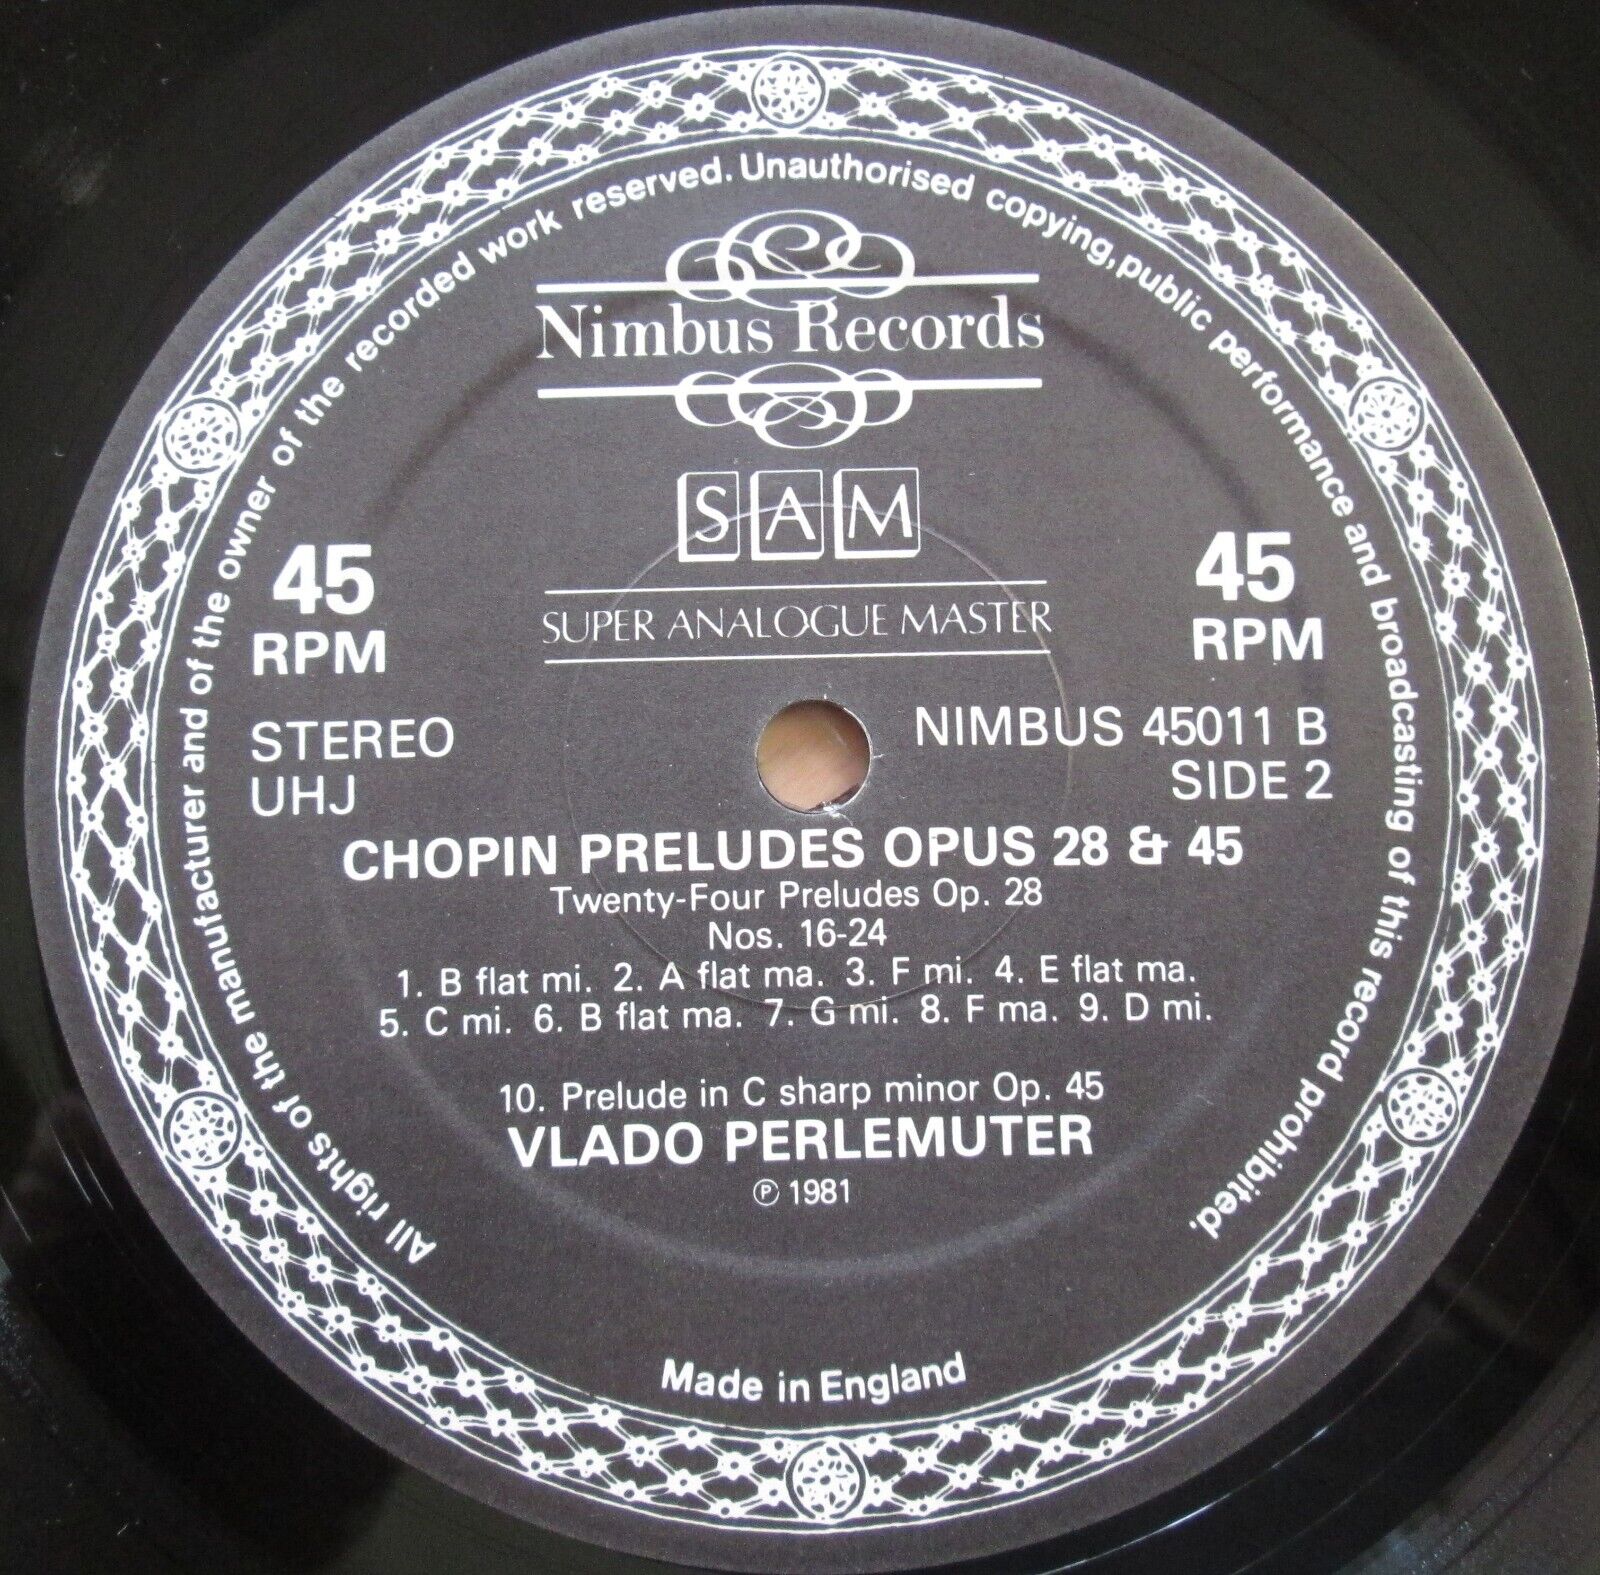 All rights of the manufacturer and of the owner of the recorded work reserved. Unauthorised copying, public performance and broadcasting of this record prohibited.
Nimbus Records
SAM
SUPER ANALOGUE MASTER
45
RPM
45
RPM
STEREO
UHJ
NIMBUS 45011 B
SIDE 2
CHOPIN PRELUDES OPUS 28 & 45
Twenty-Four Preludes Op. 28
Nos. 16-24
1. B flat mi. 2. A flat ma. 3. F mi. 4. E flat ma.
5. C mi. 6. B flat ma. 7. G mi. 8. F ma. 9. D mi.
10. Prelude in C sharp minor Op. 45
VLADO PERLEMUTER
℗ 1981
Made in England